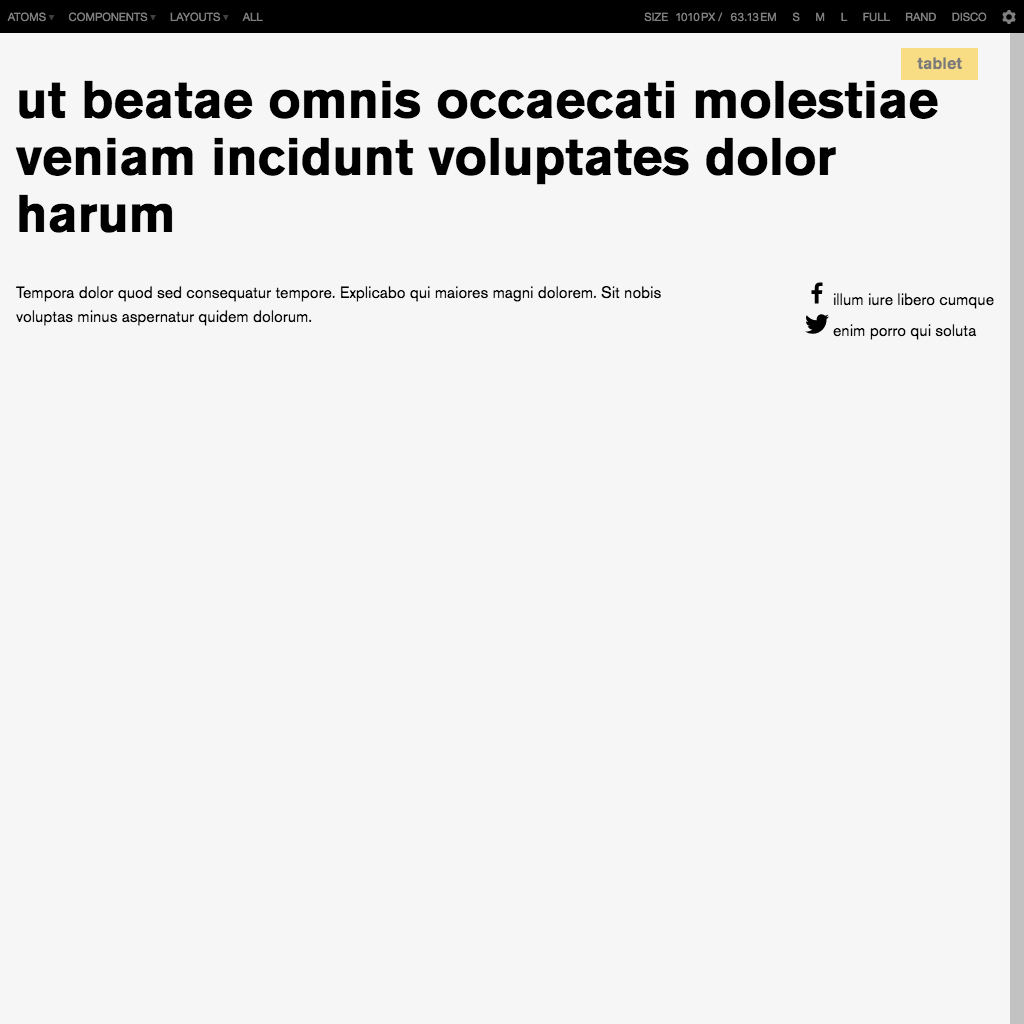 ATOMS ▾ COMPONENTS ▾ LAYOUTS ▾ ALL SIZE 1010PX / 63.13EM S M L FULL RAND DISCO
tablet
ut beatae omnis occaecati molestiae
veniam incidunt voluptates dolor
harum
Tempora dolor quod sed consequatur tempore. Explicabo qui maiores magni dolorem. Sit nobis
voluptas minus aspernatur quidem dolorum.
illum iure libero cumque
enim porro qui soluta